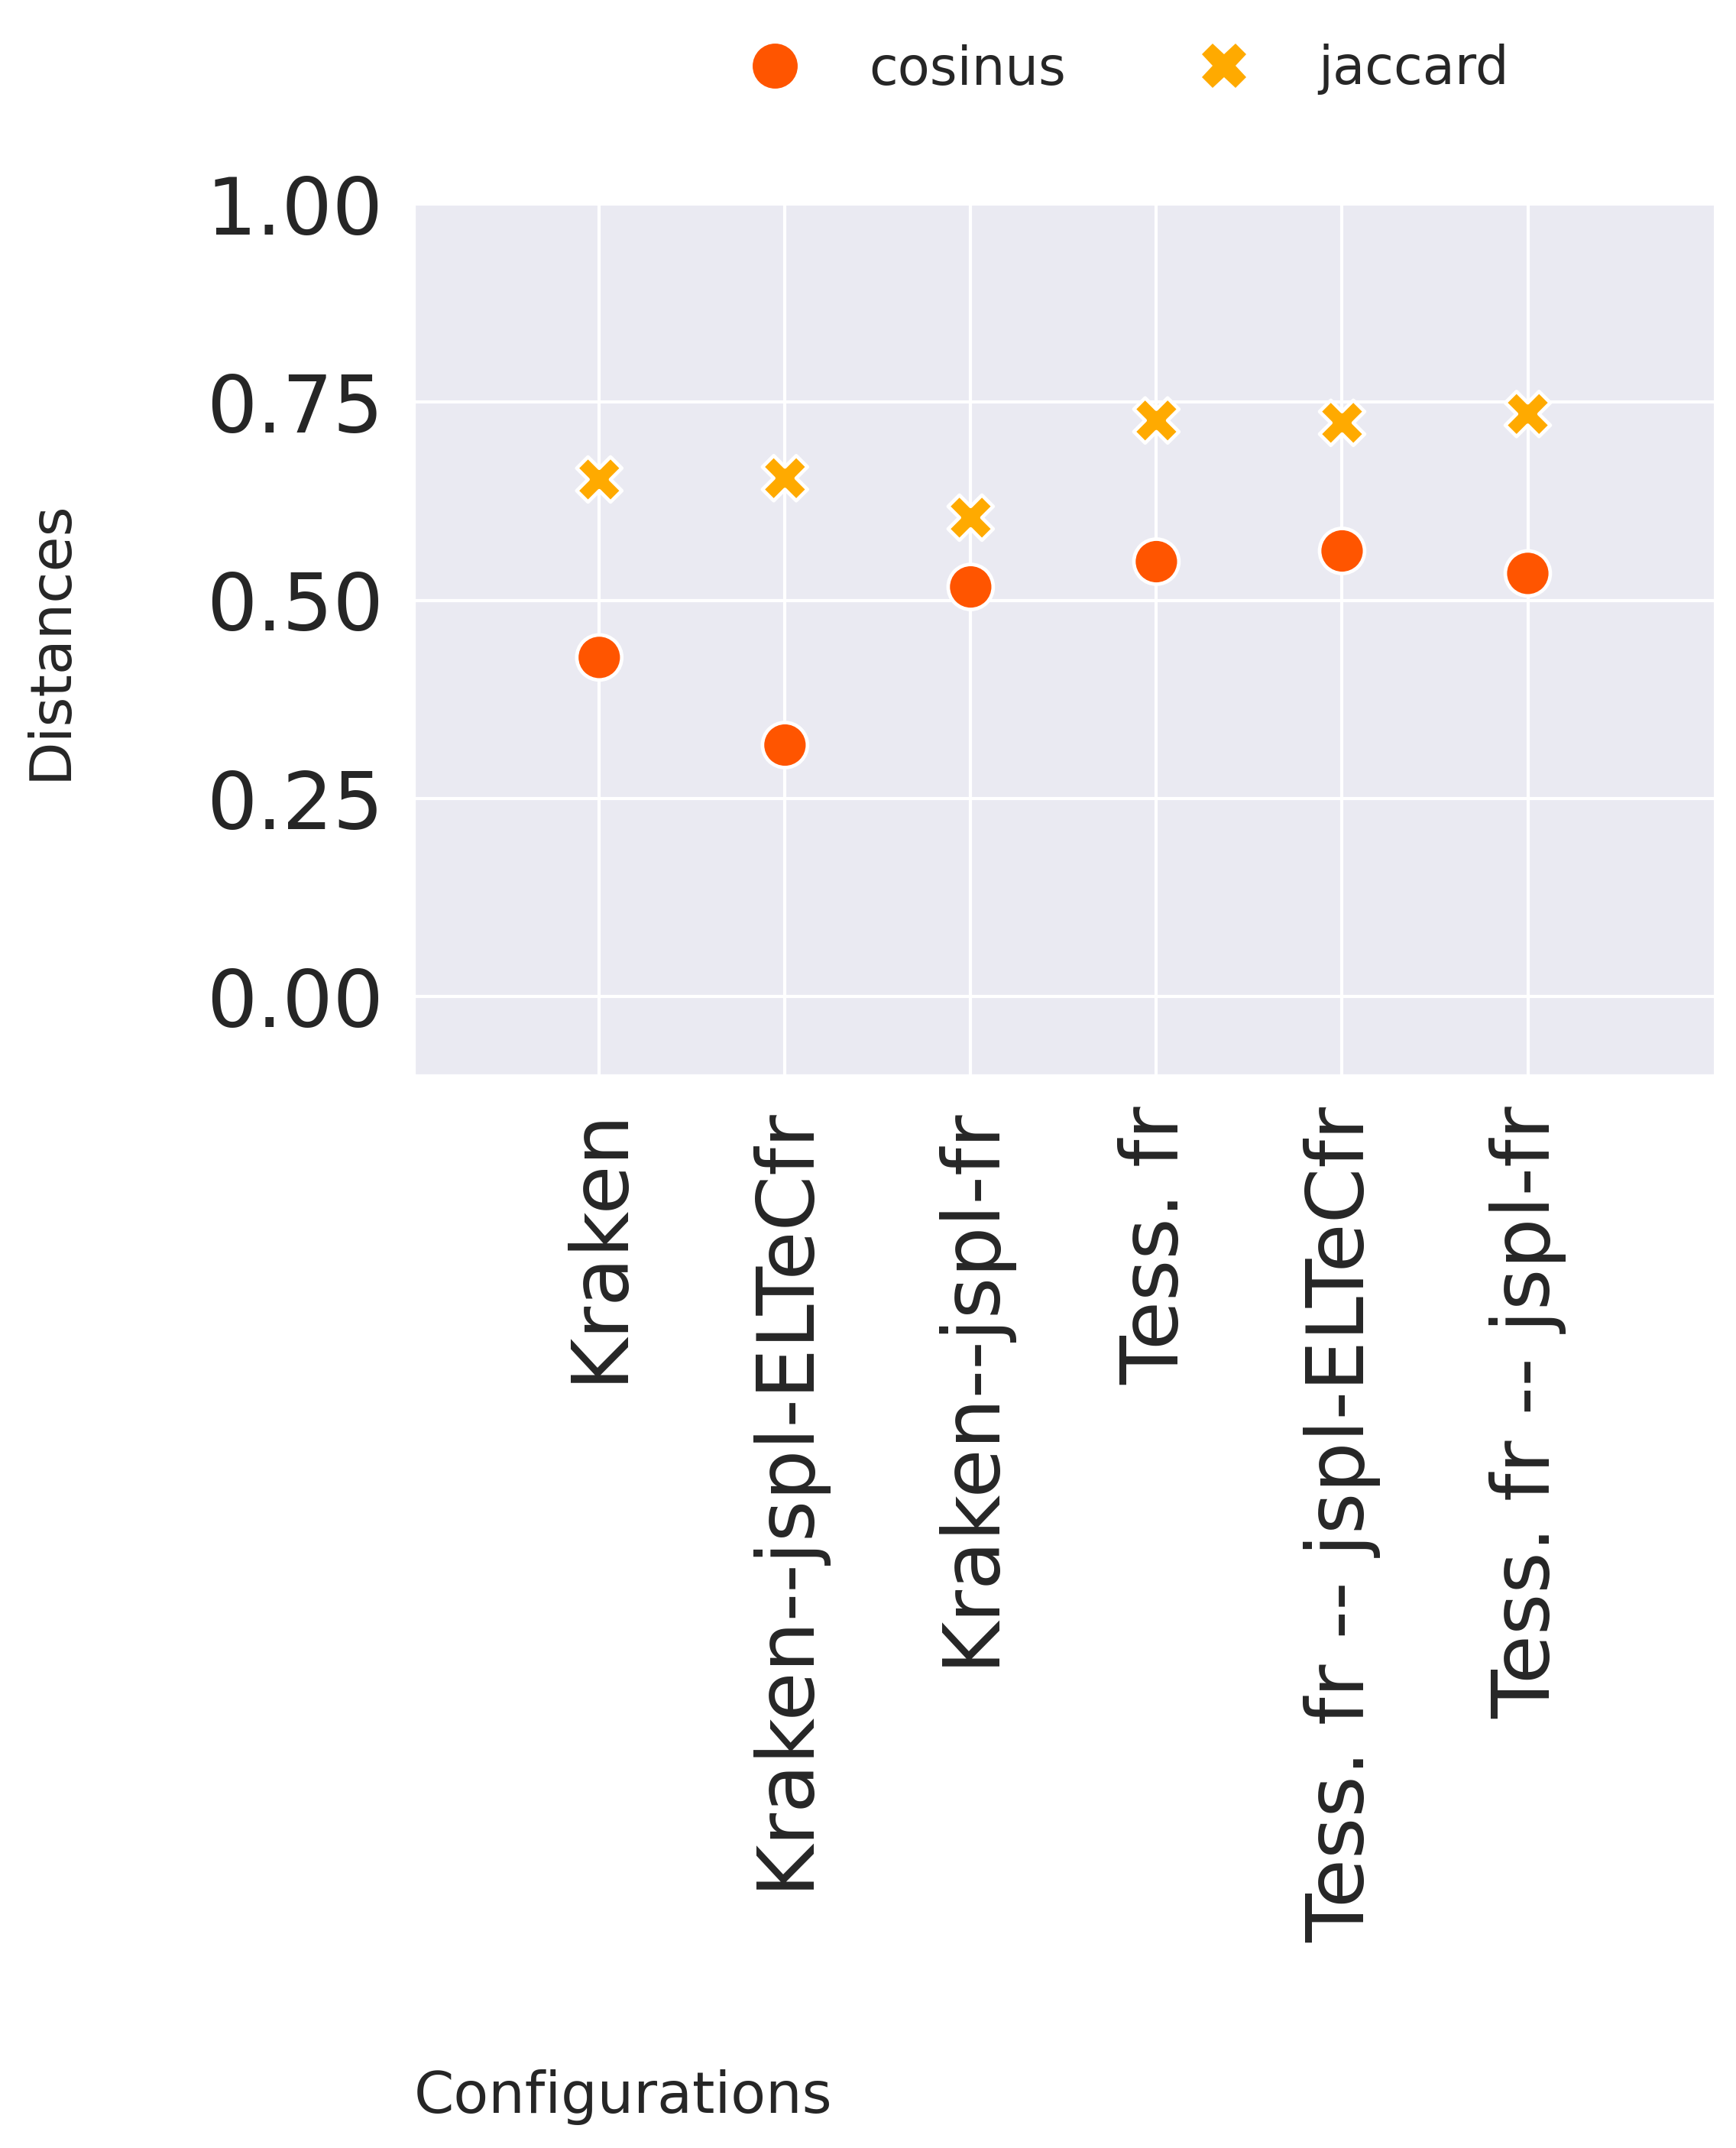 cosinus jaccard
1.00
0.75
0.50
0.25
0.00
Distances
Kraken
Kraken--jspl-ELTeCfr
Kraken--jspl-fr
Tess. fr
Tess. fr -- jspl-ELTeCfr
Tess. fr -- jspl-fr
Configurations